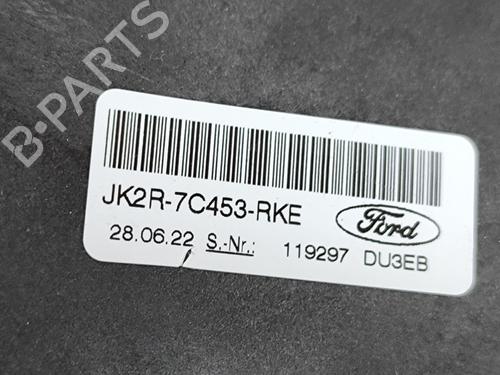 B·PARTS
JK2R-7C453-RKE
Ford
28.06.22 S.-Nr.: 119297 DU3EB